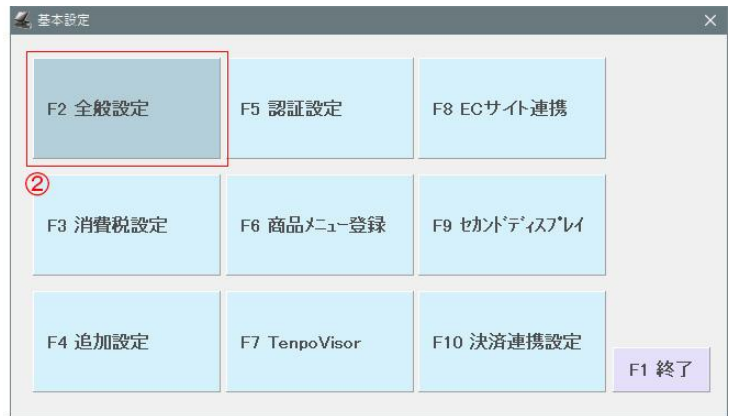 基本設定
F2 全般設定
F5 認証設定
F8 ECサイト連携
②
F3 消費税設定
F6 商品メニュー登録
F9 ｾｶﾝﾄﾞﾃﾞｨｽﾌﾟﾚｲ
F4 追加設定
F7 TenpoVisor
F10 決済連携設定
F1 終了